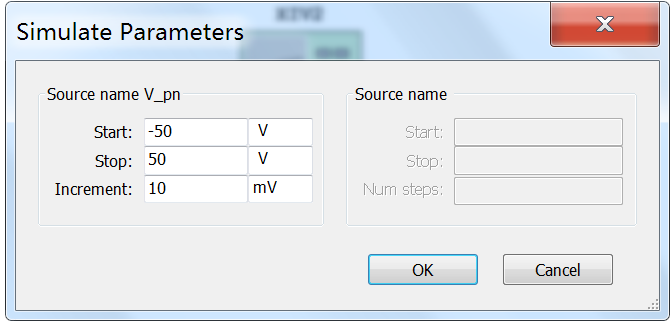 XIV2
Simulate Parameters
Source name V_pn
Start: -50 V
Stop: 50 V
Increment: 10 mV
Source name
Start:
Stop:
Num steps:
OK Cancel